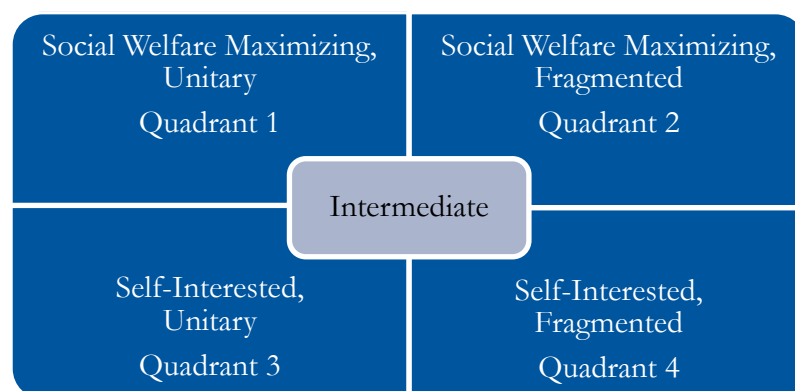 Social Welfare Maximizing,
Unitary
Quadrant 1
Social Welfare Maximizing,
Fragmented
Quadrant 2
Intermediate
Self-Interested,
Unitary
Quadrant 3
Self-Interested,
Fragmented
Quadrant 4